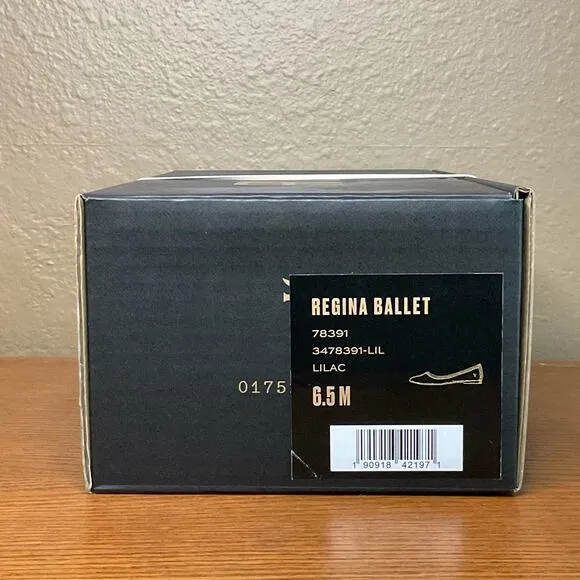 REGINA BALLET
78391
3478391-LIL
LILAC
0175
6.5 M
1 90918 42197 1